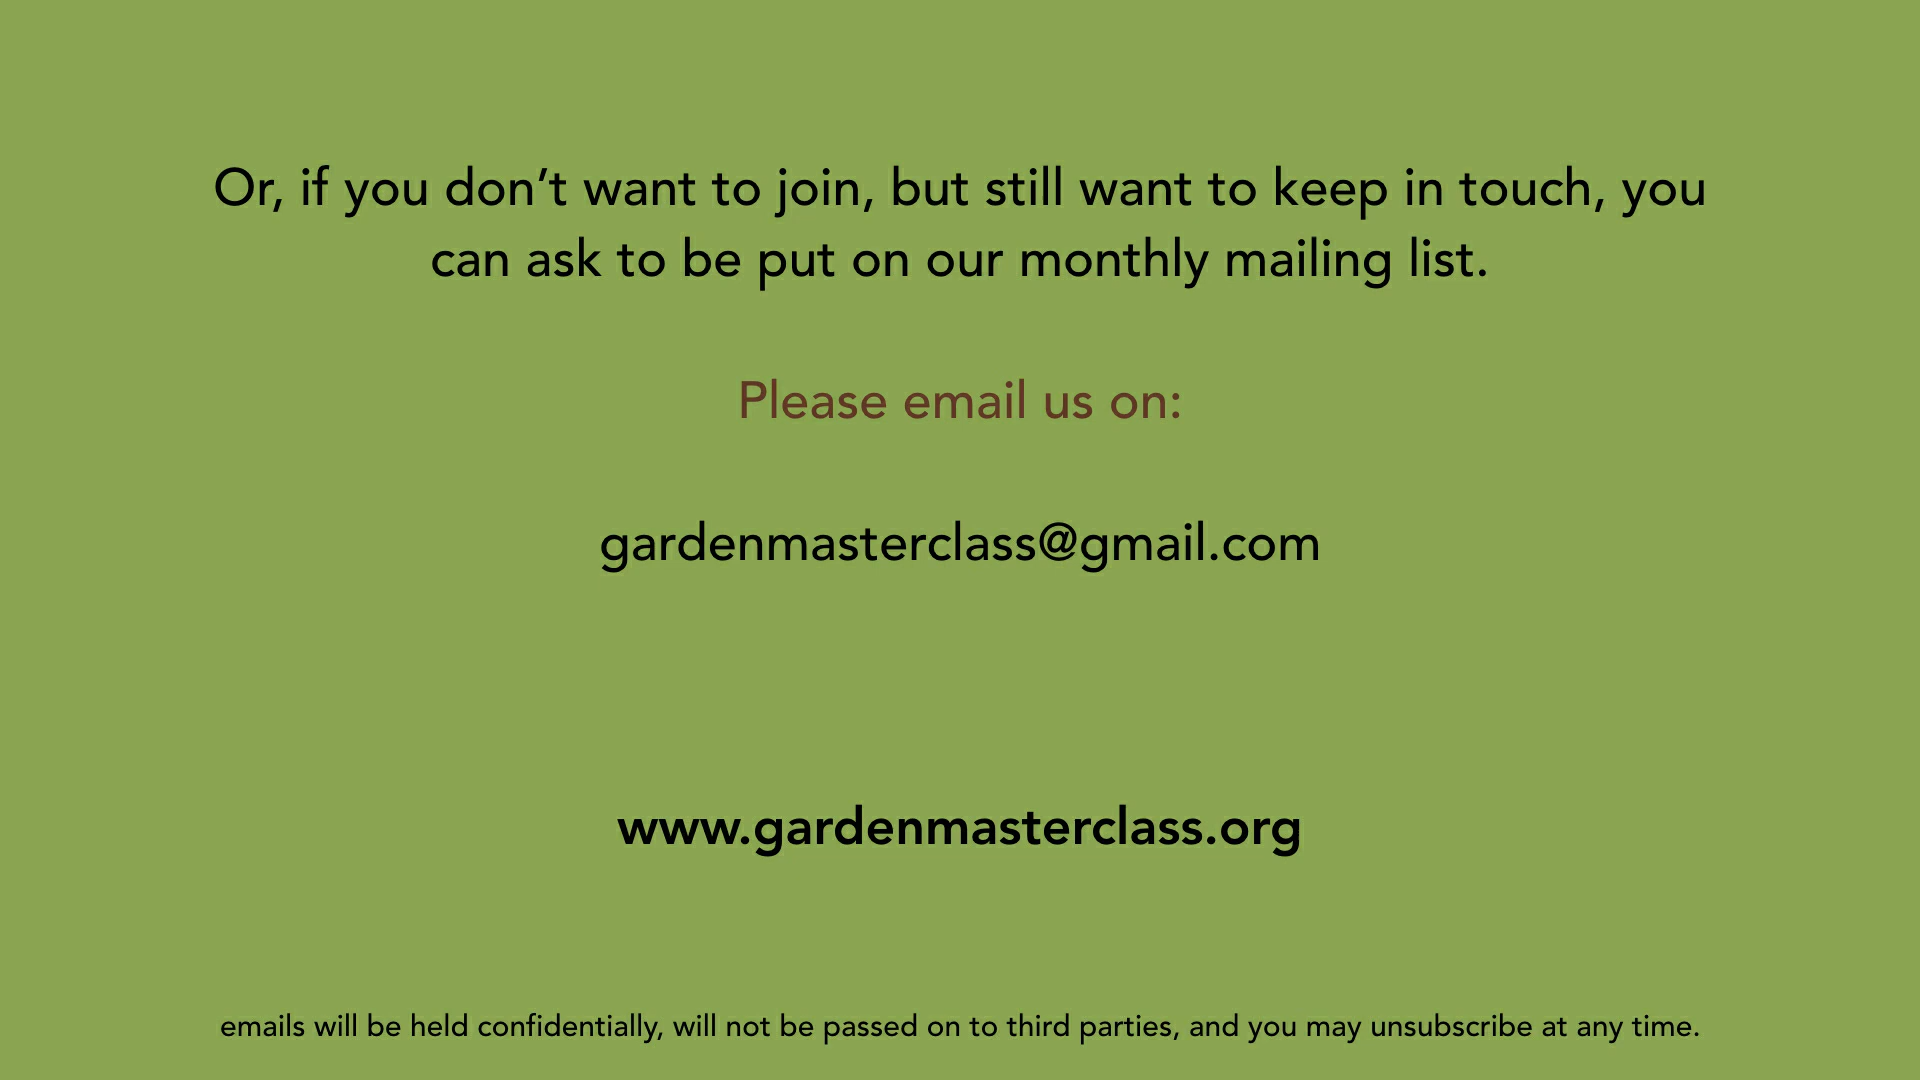 Or, if you don’t want to join, but still want to keep in touch, you
can ask to be put on our monthly mailing list.
Please email us on:
gardenmasterclass@gmail.com
www.gardenmasterclass.org
emails will be held confidentially, will not be passed on to third parties, and you may unsubscribe at any time.